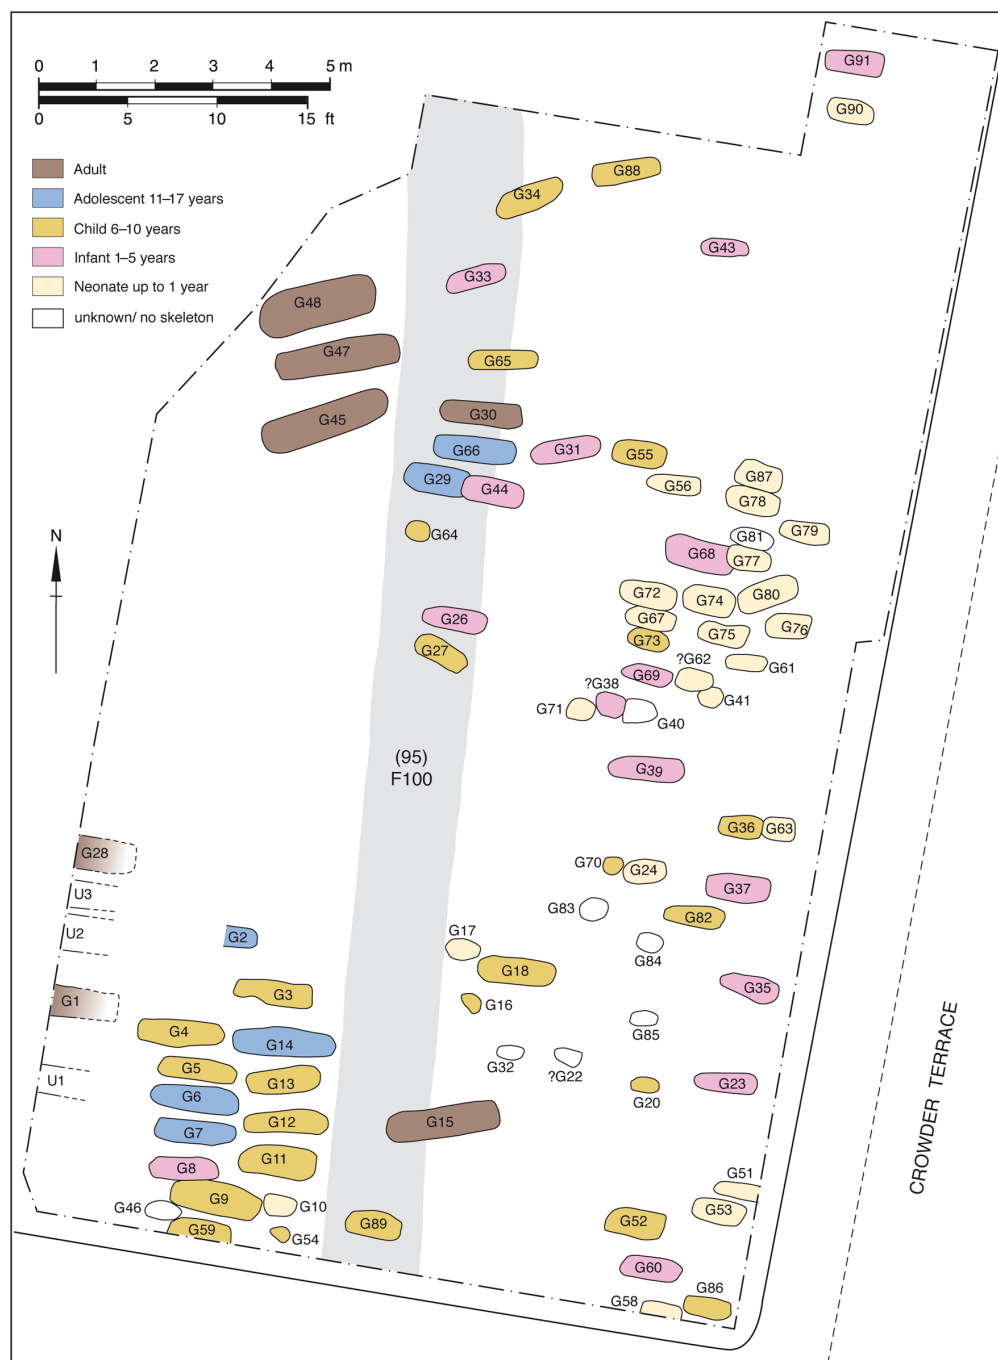 0 1 2 3 4 5 m
0 5 10 15 ft
Adult
Adolescent 11–17 years
Child 6–10 years
Infant 1–5 years
Neonate up to 1 year
unknown/ no skeleton
N
G91
G90
G88
G34
G43
G33
G48
G47
G65
G45
G30
G66
G31
G55
G29
G44
G56
G87
G78
G64
G79
G81
G68
G77
G72
G74
G80
G26
G67
G73
G75
G76
G27
?G62
G61
G69
?G38
G71
G41
G40
(95)
F100
G39
G36
G63
G28
G70
G24
U3
G37
G83
G82
U2
G2
G17
G84
G18
G3
G35
G1
G16
G4
G85
G14
G32
?G22
G5
U1
G13
G23
G6
G20
G12
G15
G7
G11
G8
G51
G9
G46
G10
G53
G59
G54
G89
G52
G60
G86
G58
CROWDER TERRACE